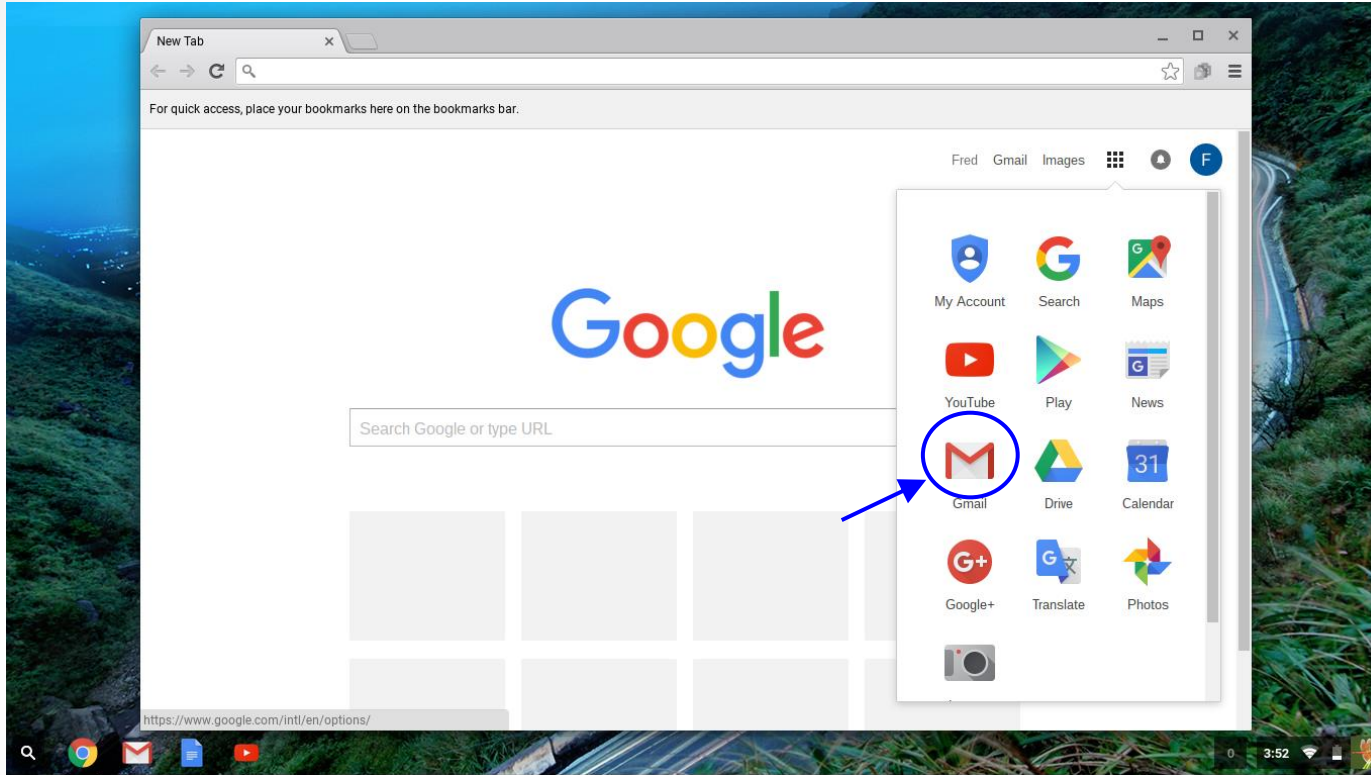 New Tab
For quick access, place your bookmarks here on the bookmarks bar.
Fred Gmail Images F
Google
Search Google or type URL
My Account Search Maps
YouTube Play News
Gmail Drive Calendar
31
Google+ Translate Photos
https://www.google.com/intl/en/options/
0 3:52